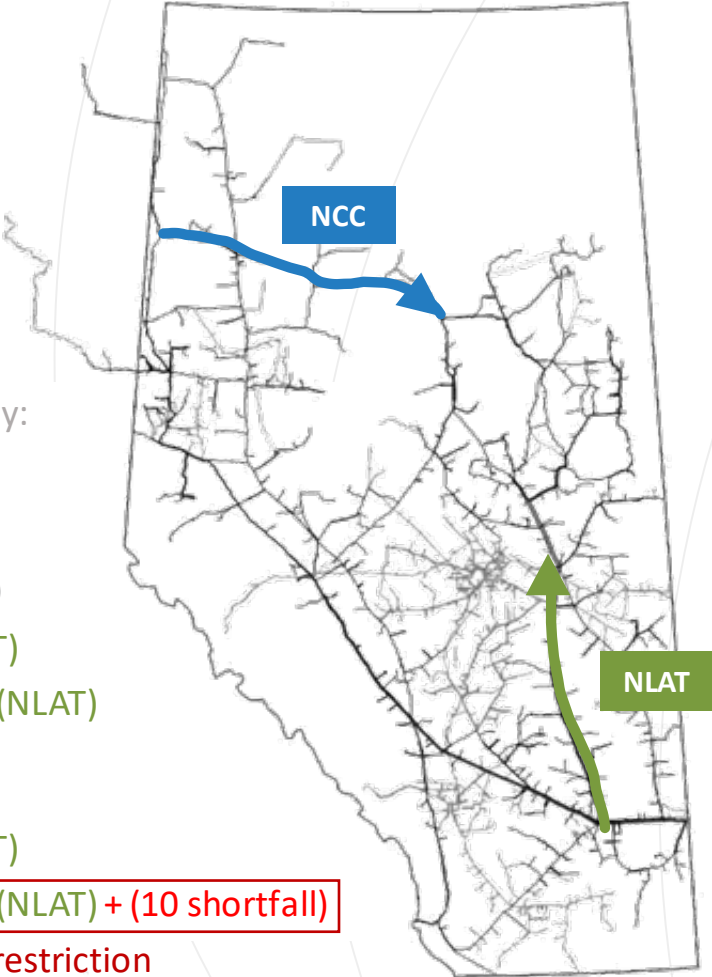 NCC
y:
)
T)
(NLAT)
NLAT
T)
(NLAT) + (10 shortfall)
restriction